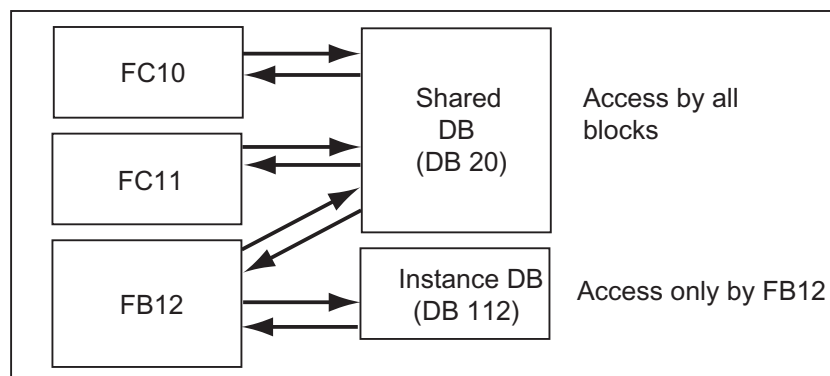 FC10
FC11
FB12
Shared
DB
(DB 20)
Access by all
blocks
Instance DB
(DB 112)
Access only by FB12